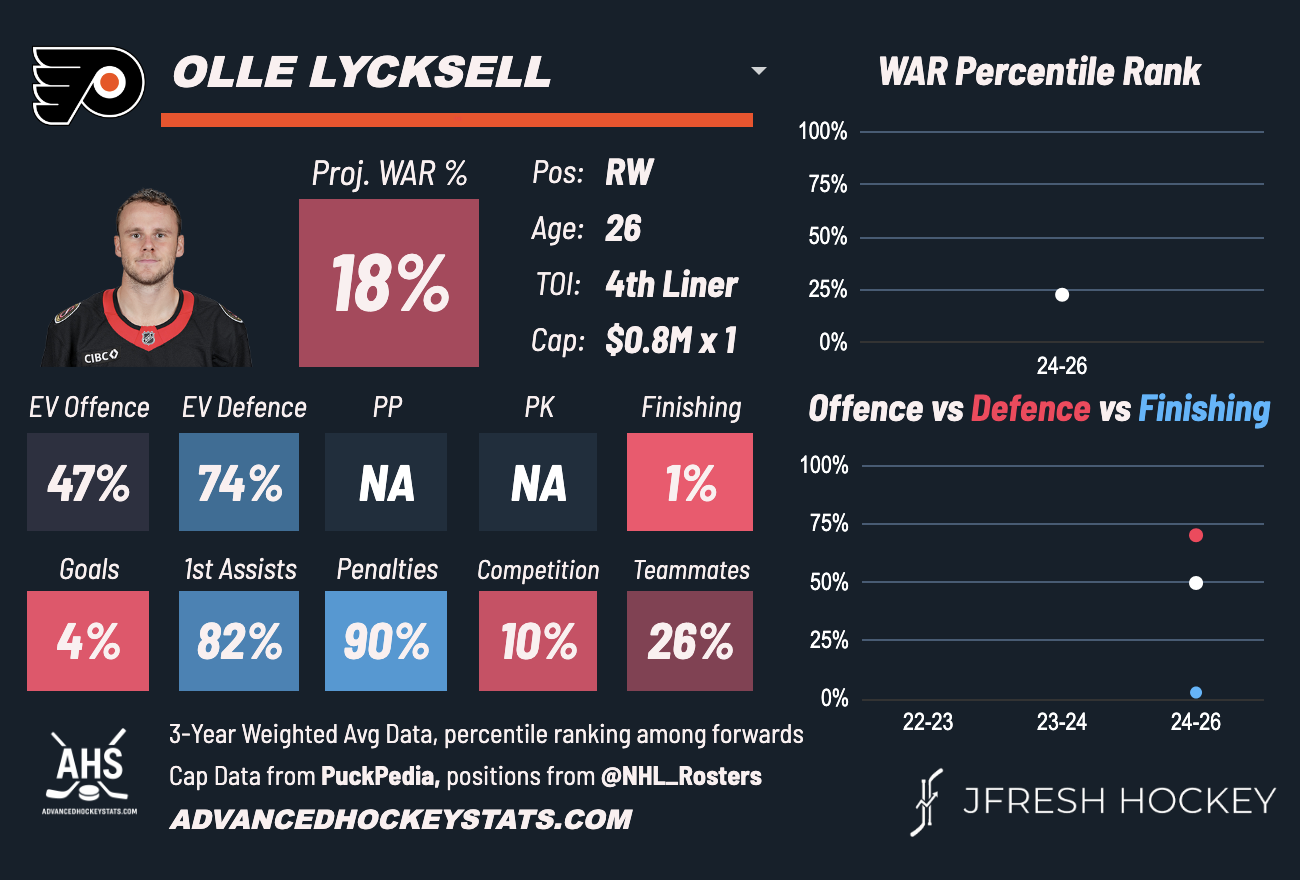 OLLE LYCKSELL
Proj. WAR %
18%
Pos: RW
Age: 26
TOI: 4th Liner
Cap: $0.8M x 1
CIBC
EV Offence EV Defence PP PK Finishing
47% 74% NA NA 1%
Goals 1st Assists Penalties Competition Teammates
4% 82% 90% 10% 26%
WAR Percentile Rank
100%
75%
50%
25%
0%
24-26
Offence vs Defence vs Finishing
100%
75%
50%
25%
0%
22-23 23-24 24-26
AHS
ADVANCEDHOCKEYSTATS.COM
3-Year Weighted Avg Data, percentile ranking among forwards
Cap Data from PuckPedia, positions from @NHL_Rosters
ADVANCEDHOCKEYSTATS.COM
JFRESH HOCKEY